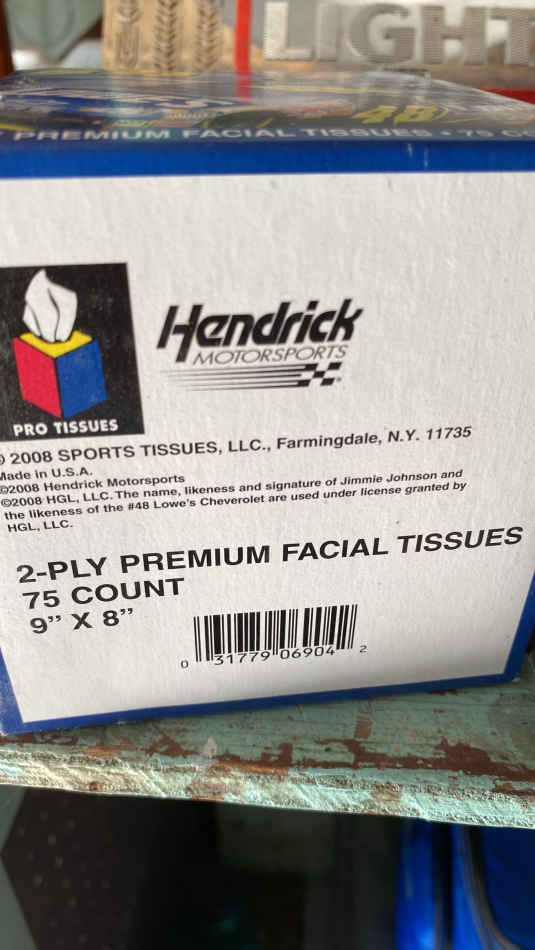 LIGHT
48
PREMIUM FACIAL TISSUES • 75 CO
Hendrick
MOTORSPORTS
PRO TISSUES
© 2008 SPORTS TISSUES, LLC., Farmingdale, N.Y. 11735
Made in U.S.A.
©2008 Hendrick Motorsports
©2008 HGL, LLC. The name, likeness and signature of Jimmie Johnson and
the likeness of the #48 Lowe's Cheverolet are used under license granted by
HGL, LLC.
2-PLY PREMIUM FACIAL TISSUES
75 COUNT
9” X 8”
0 31779 06904 2